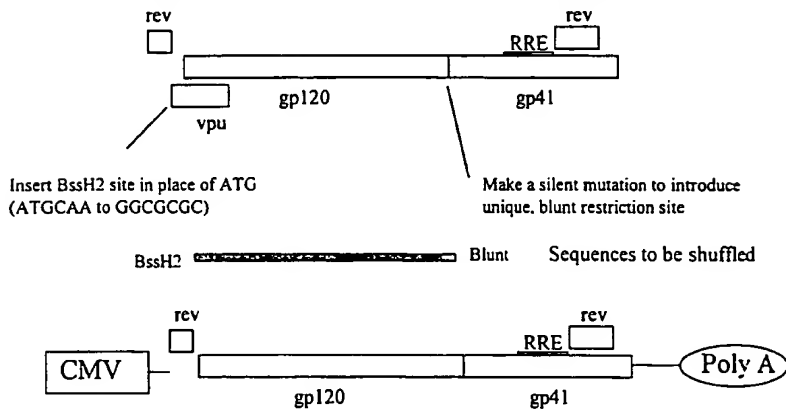 rev
rev
RRE
gp120
gp41
vpu
Insert BssH2 site in place of ATG
(ATGCAA to GGCGCGC)
Make a silent mutation to introduce
unique, blunt restriction site
BssH2
Blunt
Sequences to be shuffled
rev
rev
RRE
CMV
Poly A
gp120
gp41